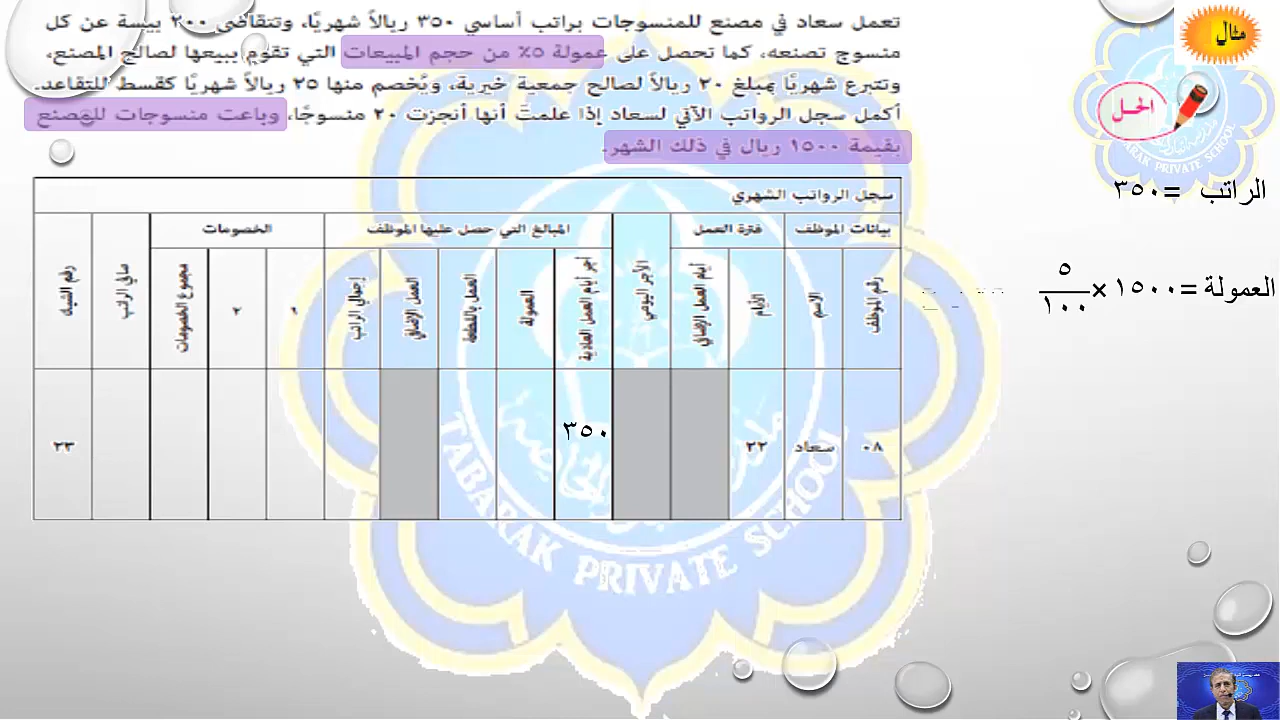 مثال
تعمل سعاد في مصنع للمنسوجات براتب أساسي ٣٥٠ ريالاً شهريًا، وتتقاضى ٢٠٠ بيسة عن كل
منسوج تصنعه، كما تحصل على عمولة ٥٪ من حجم المبيعات التي تقوم ببيعها لصالح المصنع،
وتتبرع شهريًا بمبلغ ٢٠ ريالاً لصالح جمعية خيرية، ويُخصم منها ٢٥ ريالاً شهريًا كقسط للتقاعد.
أكمل سجل الرواتب الآتي لسعاد إذا علمتَ أنها أنجزت ٢٠ منسوجًا، وباعت منسوجات للمصنع
بقيمة ١٥٠٠ ريال في ذلك الشهر.
الحل
الراتب = ٣٥٠
العمولة = ١٥٠٠ × ٥/١٠٠
سجل الرواتب الشهري
بيانات الموظف فترة العمل المبالغ التي حصل عليها الموظف الخصومات
رقم الموظف الاسم الأيام أيام العمل الإضافي الأجر اليومي أجر أيام العمل العادية العمولة العمل بالقطعة العمل الإضافي إجمالي الراتب ١ ٢ مجموع الخصومات صافي الراتب رقم الشيك
٠٨ سعاد ٢٢ ٣٥٠ ٢٣
TABARAK PRIVATE SCHOOL
TABARAK PRIVATE SCHOOL